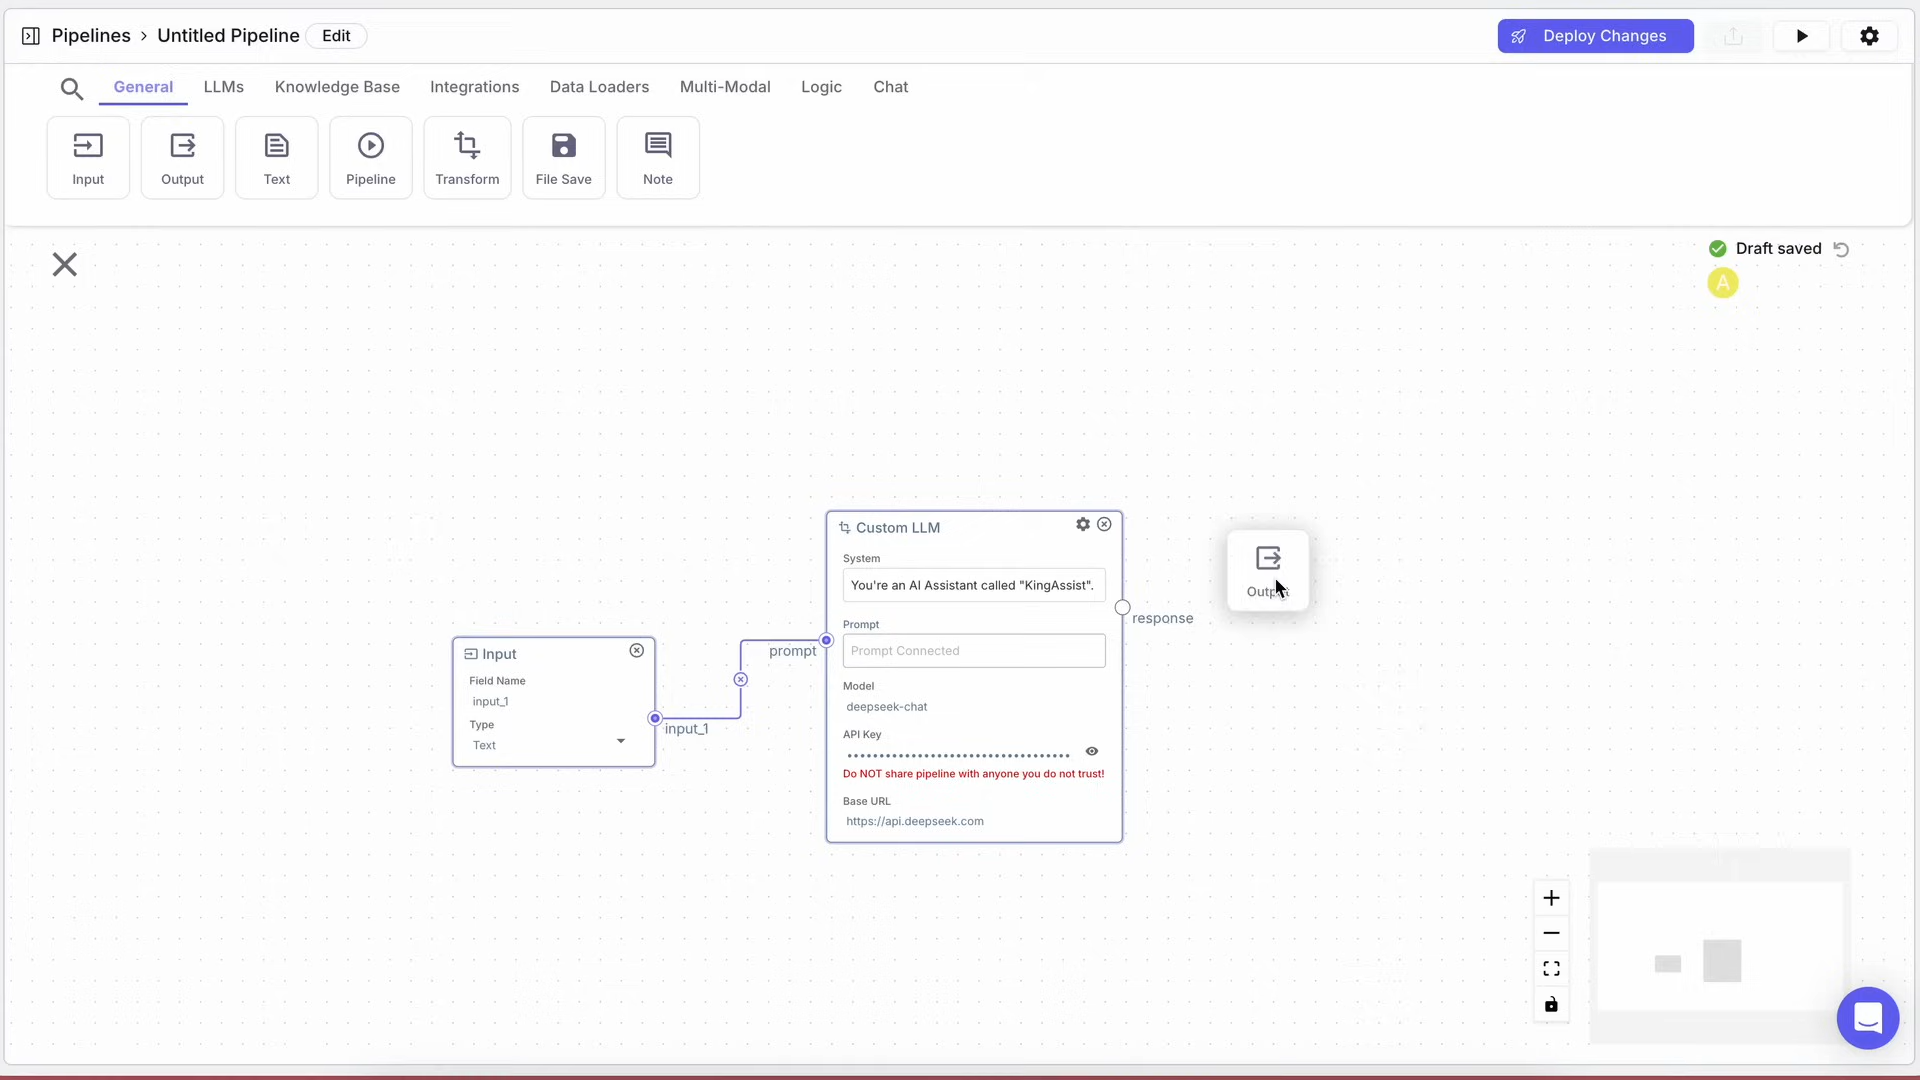 Pipelines > Untitled Pipeline Edit
Deploy Changes
General LLMs Knowledge Base Integrations Data Loaders Multi-Modal Logic Chat
Input Output Text Pipeline Transform File Save Note
Draft saved
A
Custom LLM
System
You're an AI Assistant called "KingAssist".
Output
response
Prompt
prompt
Prompt Connected
Input
Field Name
input_1
Type
Text
input_1
Model
deepseek-chat
API Key
Do NOT share pipeline with anyone you do not trust!
Base URL
https://api.deepseek.com